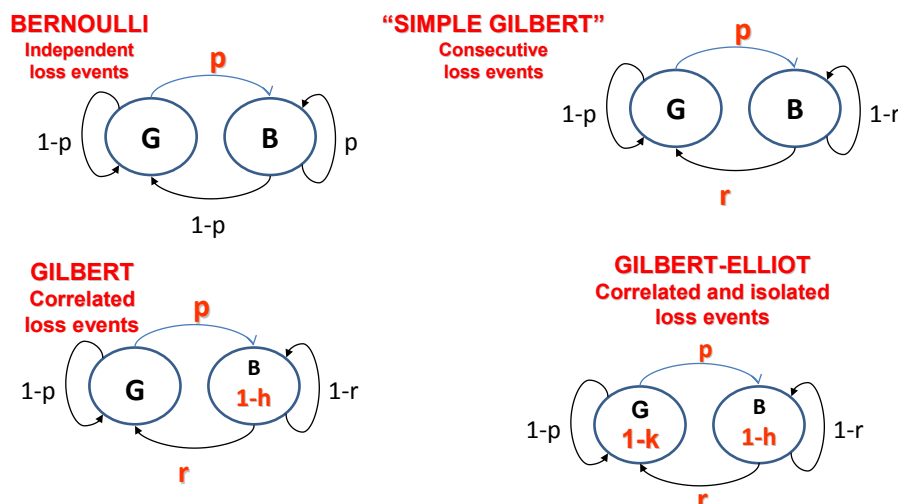 BERNOULLI
Independent
loss events
p
1-p
G
B
p
1-p
“SIMPLE GILBERT”
Consecutive
loss events
p
1-p
G
B
1-r
r
GILBERT
Correlated
loss events
p
1-p
G
B
1-h
1-r
r
GILBERT-ELLIOT
Correlated and isolated
loss events
p
1-p
G
1-k
B
1-h
1-r
r